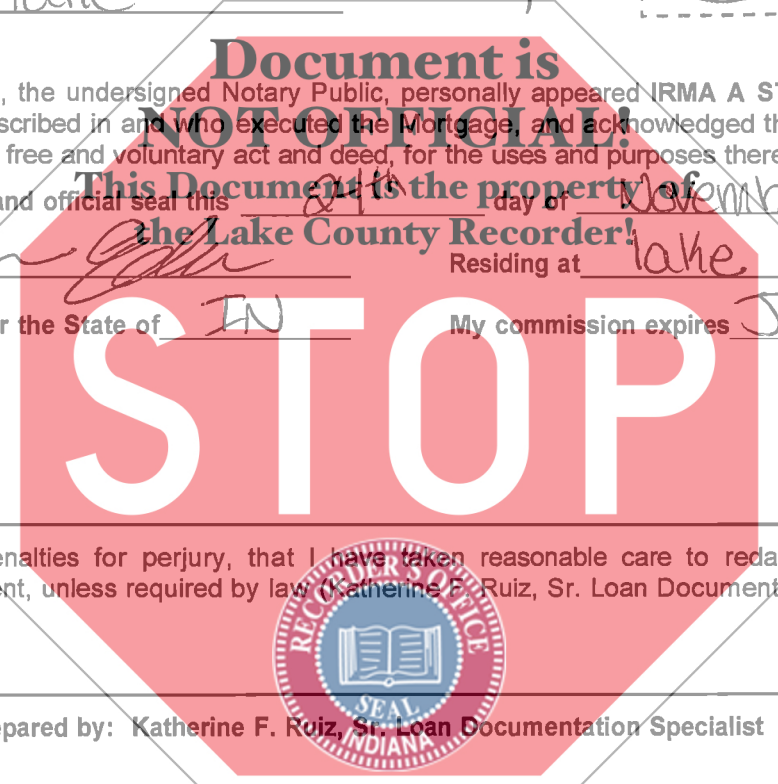 Document is
, the undersigned Notary Public, personally appeared IRMA A ST
NOT OFFICIAL!
scribed in and who executed the Mortgage, and acknowledged th
free and voluntary act and deed, for the uses and purposes there
This Document is the property of
and official seal this 24th day of Novemb
the Lake County Recorder!
Residing at lake
r the State of IN My commission expires J
STOP
enalties for perjury, that I have taken reasonable care to reda
ent, unless required by law (Katherine F. Ruiz, Sr. Loan Document
RECORDER'S OFFICE
SEAL
INDIANA
epared by: Katherine F. Ruiz, Sr. Loan Documentation Specialist